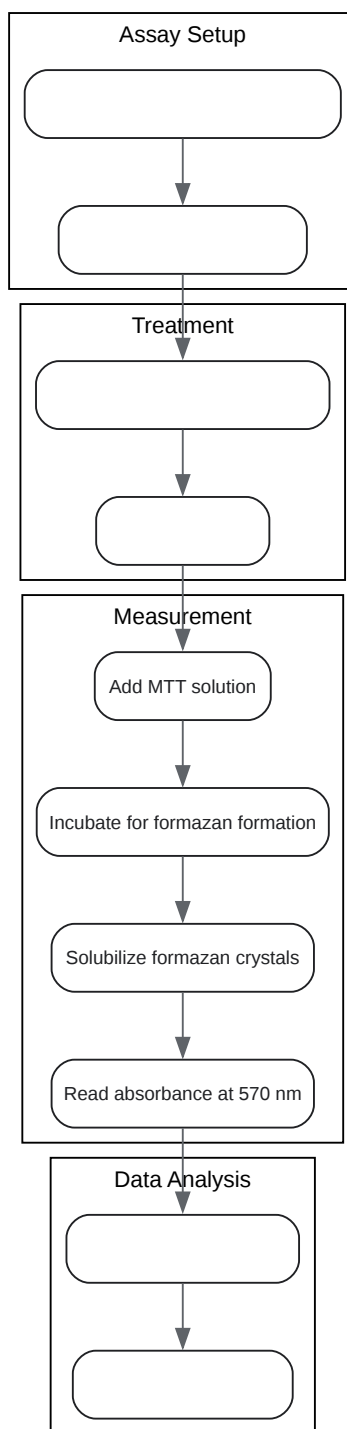 Assay Setup
Treatment
Measurement
Add MTT solution
Incubate for formazan formation
Solubilize formazan crystals
Read absorbance at 570 nm
Data Analysis